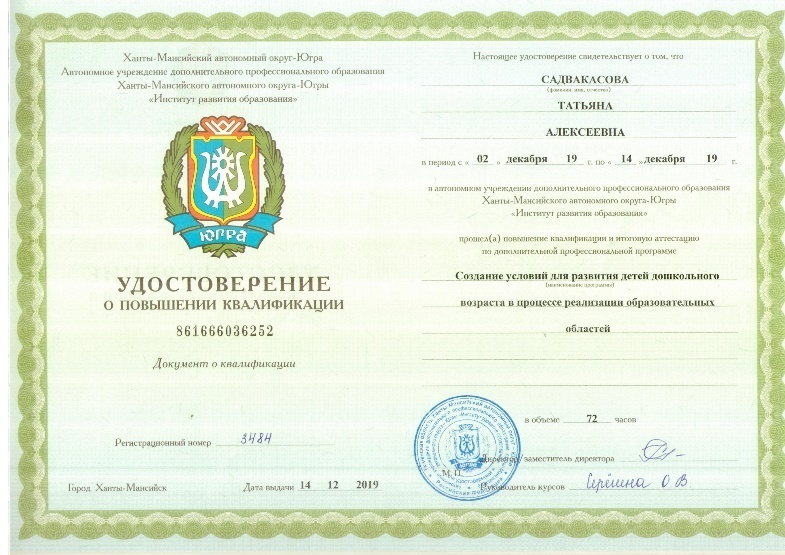 Ханты-Мансийский автономный округ-Югра
Автономное учреждение дополнительного профессионального образования
Ханты-Мансийского автономного округа-Югры
«Институт развития образования»
ЮГРА
УДОСТОВЕРЕНИЕ
О ПОВЫШЕНИИ КВАЛИФИКАЦИИ
861666036252
Документ о квалификации
Регистрационный номер 3484
Город Ханты-Мансийск Дата выдачи 14 12 2019
Настоящее удостоверение свидетельствует о том, что
САДВАКАСОВА
(фамилия, имя, отчество)
ТАТЬЯНА
АЛЕКСЕЕВНА
в период с « 02 » декабря 19 г. по « 14 » декабря 19 г.
в автономном учреждении дополнительного профессионального образования
Ханты-Мансийского автономного округа-Югры
«Институт развития образования»
прошел(а) повышение квалификации и итоговую аттестацию
по дополнительной профессиональной программе
Создание условий для развития детей дошкольного
(наименование программы)
возраста в процессе реализации образовательных
областей
в объеме 72 часов
Директор/заместитель директора
М. П.
Руководитель курсов Серёшина О В.